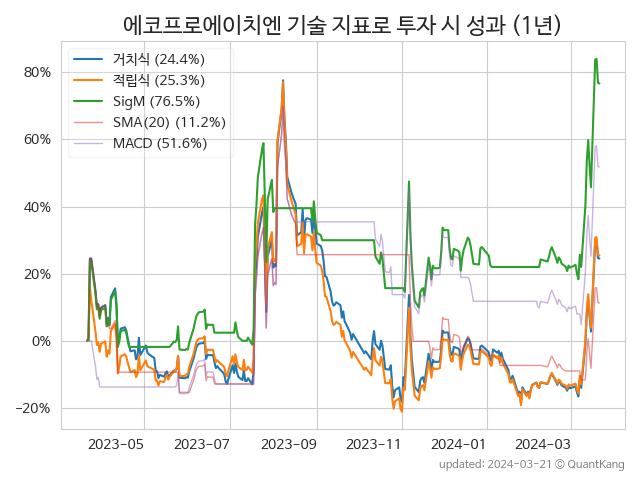 에코프로에이치엔 기술 지표로 투자 시 성과 (1년)
거치식 (24.4%)
적립식 (25.3%)
SigM (76.5%)
SMA(20) (11.2%)
MACD (51.6%)
80%
60%
40%
20%
0%
−20%
2023-05 2023-07 2023-09 2023-11 2024-01 2024-03
updated: 2024-03-21 © QuantKang